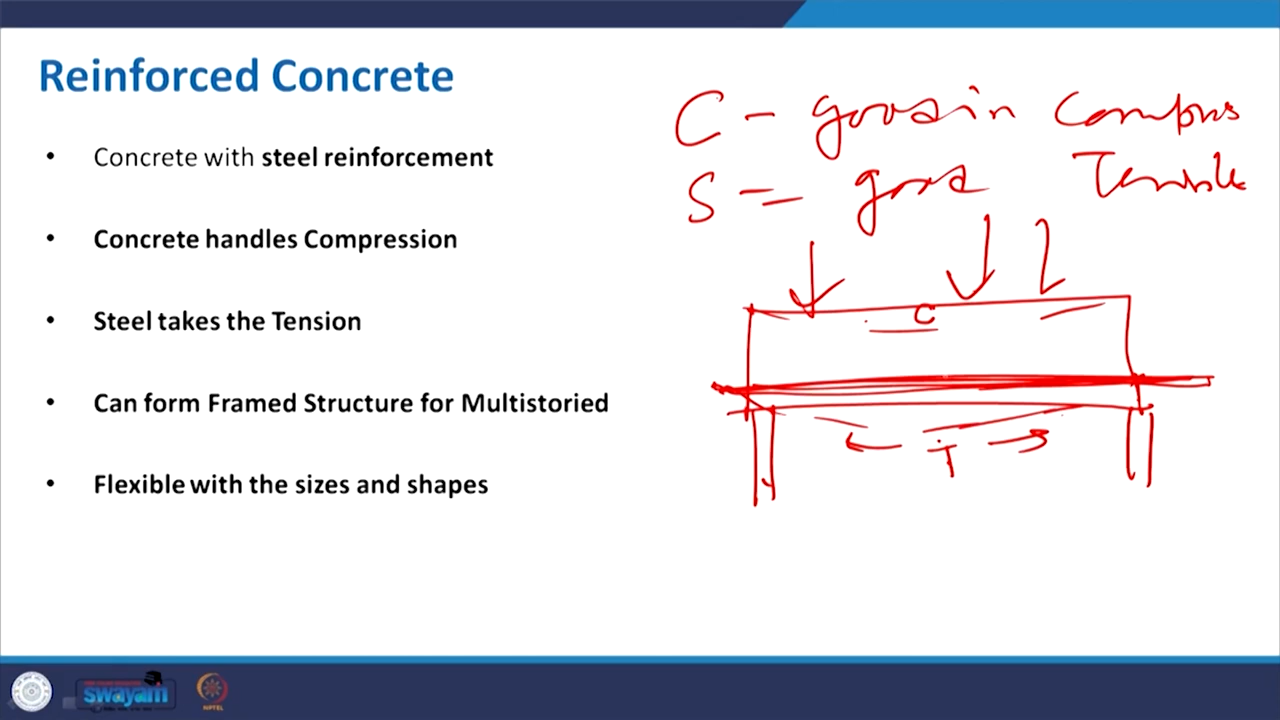 Reinforced Concrete
• Concrete with steel reinforcement
• Concrete handles Compression
• Steel takes the Tension
• Can form Framed Structure for Multistoried
• Flexible with the sizes and shapes
C - good in Compres
S = good Tensile
C
T
swayam
NPTEL